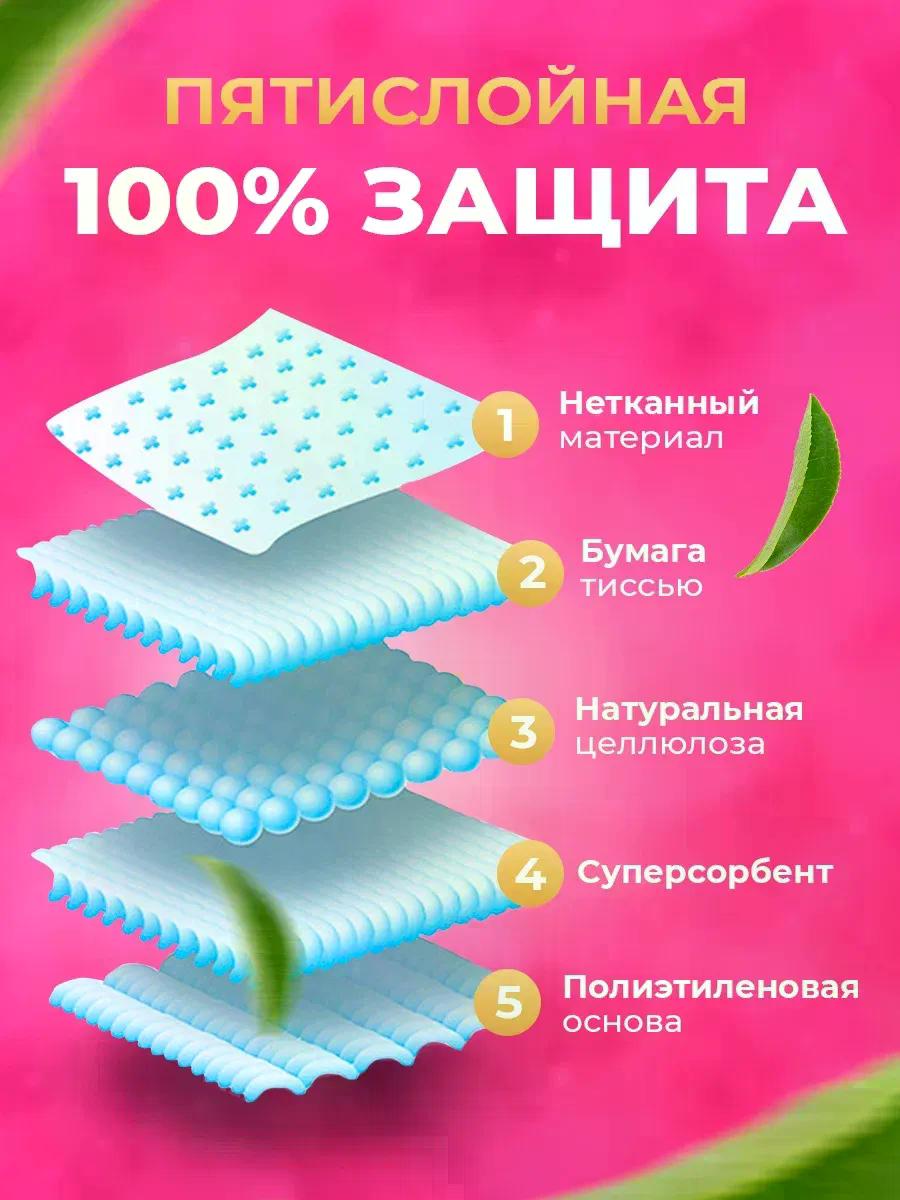 ПЯТИСЛОЙНАЯ
100% ЗАЩИТА
1
Нетканный
материал
2
Бумага
тиссью
3
Натуральная
целлюлоза
4
Суперсорбент
5
Полиэтиленовая
основа